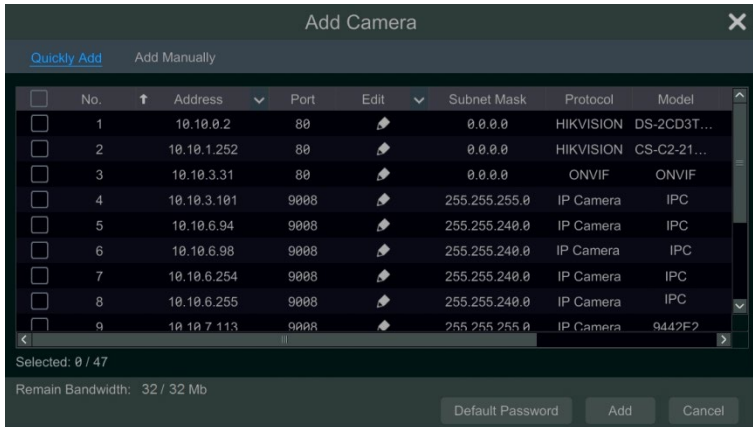 Add Camera
Quickly Add Add Manually
No. Address Port Edit Subnet Mask Protocol Model
1 10.10.0.2 80 0.0.0.0 HIKVISION DS-2CD3T...
2 10.10.1.252 80 0.0.0.0 HIKVISION CS-C2-21...
3 10.10.3.31 80 0.0.0.0 ONVIF ONVIF
4 10.10.3.101 9008 255.255.255.0 IP Camera IPC
5 10.10.6.94 9008 255.255.240.0 IP Camera IPC
6 10.10.6.98 9008 255.255.240.0 IP Camera IPC
7 10.10.6.254 9008 255.255.240.0 IP Camera IPC
8 10.10.6.255 9008 255.255.240.0 IP Camera IPC
9 10.10.7.113 9008 255.255.255.0 IP Camera 9442E2
Selected: 0 / 47
Remain Bandwidth: 32 / 32 Mb
Default Password Add Cancel